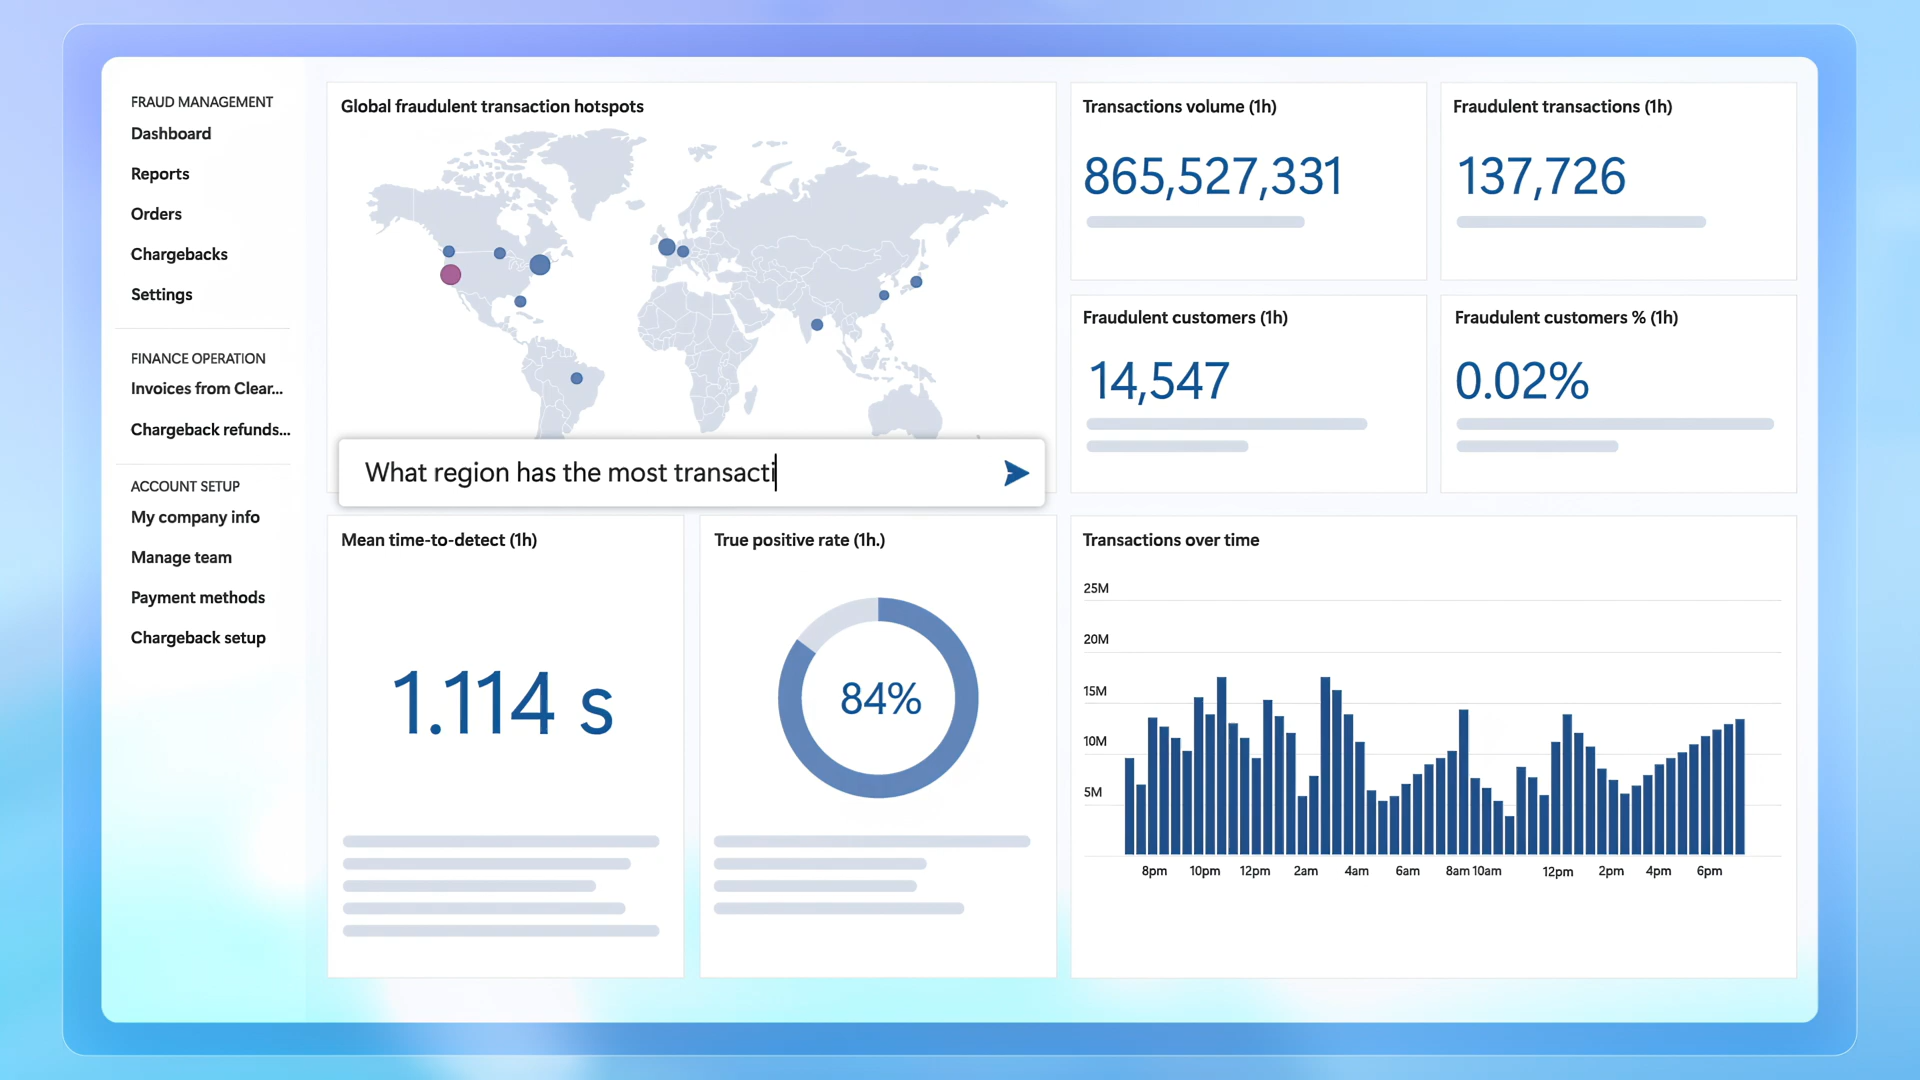 FRAUD MANAGEMENT
Dashboard
Reports
Orders
Chargebacks
Settings
FINANCE OPERATION
Invoices from Clear...
Chargeback refunds...
ACCOUNT SETUP
My company info
Manage team
Payment methods
Chargeback setup
Global fraudulent transaction hotspots
What region has the most transacti
Transactions volume (1h)
865,527,331
Fraudulent transactions (1h)
137,726
Fraudulent customers (1h)
14,547
Fraudulent customers % (1h)
0.02%
Mean time-to-detect (1h)
1.114 s
True positive rate (1h.)
84%
Transactions over time
25M
20M
15M
10M
5M
8pm 10pm 12pm 2am 4am 6am 8am 10am 12pm 2pm 4pm 6pm